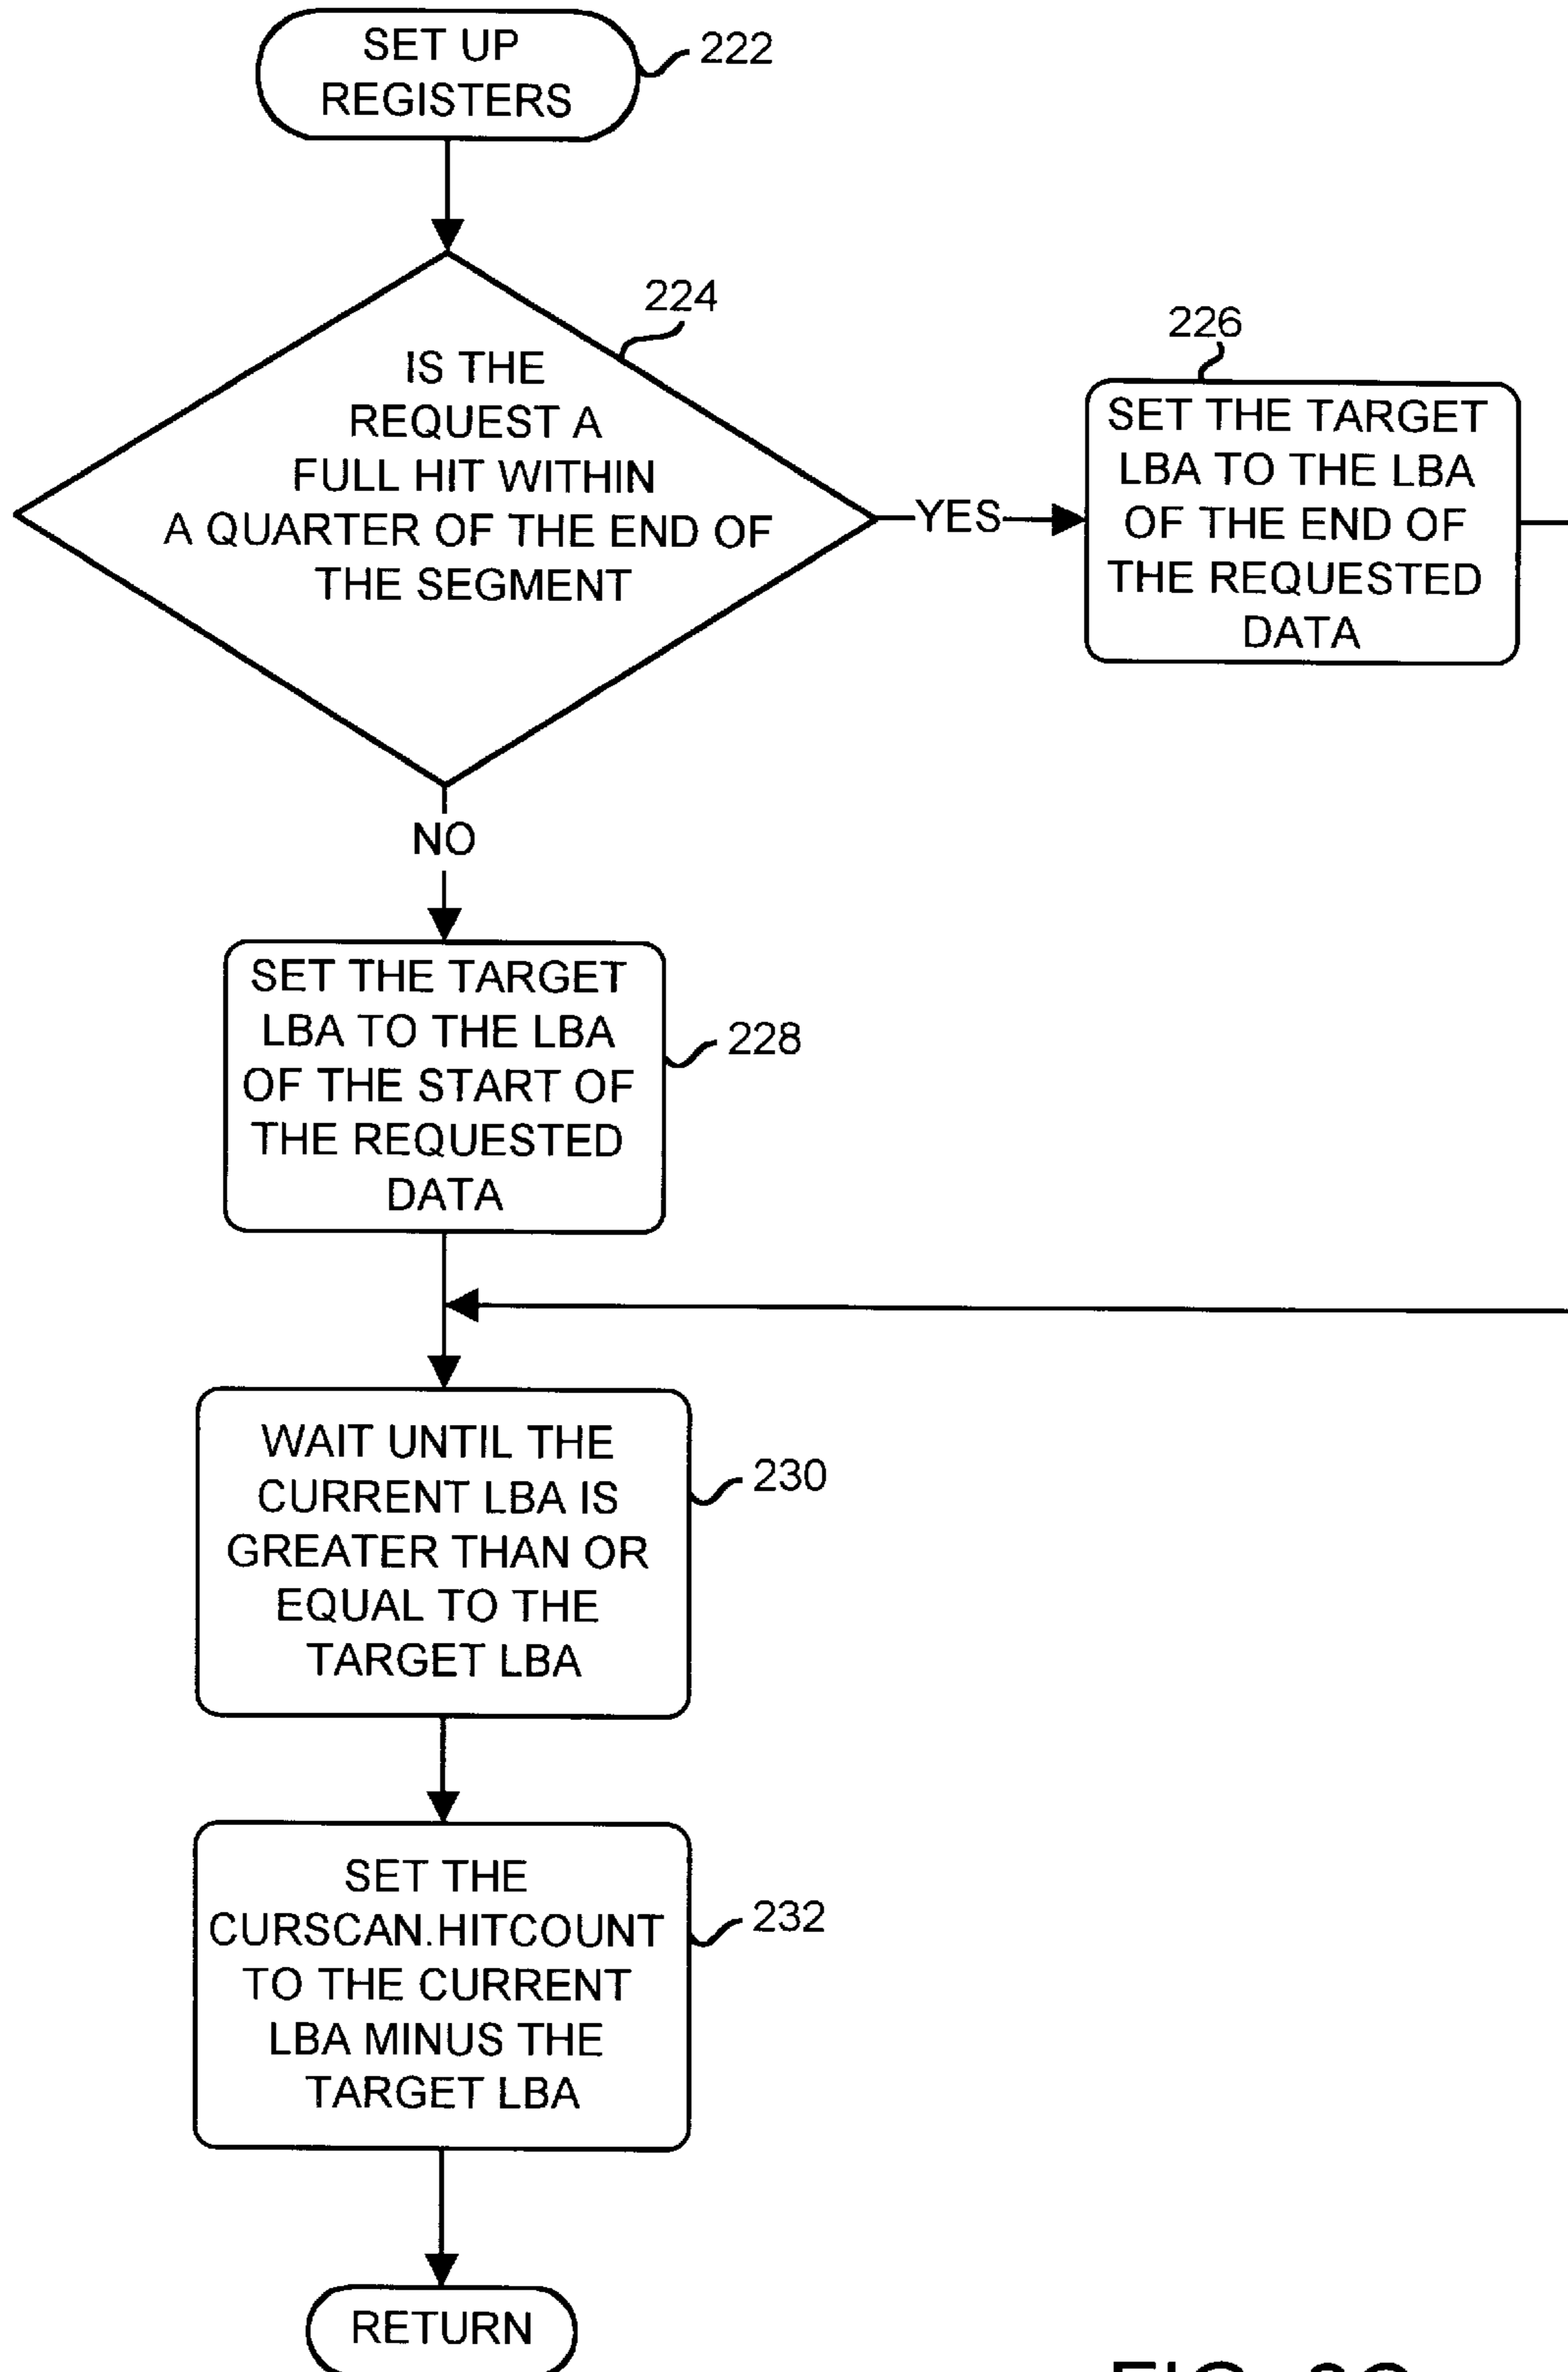 SET UP
REGISTERS
222
224
IS THE
REQUEST A
FULL HIT WITHIN
A QUARTER OF THE END OF
THE SEGMENT
YES
226
SET THE TARGET
LBA TO THE LBA
OF THE END OF
THE REQUESTED
DATA
NO
SET THE TARGET
LBA TO THE LBA
OF THE START OF
THE REQUESTED
DATA
228
WAIT UNTIL THE
CURRENT LBA IS
GREATER THAN OR
EQUAL TO THE
TARGET LBA
230
SET THE
CURSCAN.HITCOUNT
TO THE CURRENT
LBA MINUS THE
TARGET LBA
232
RETURN